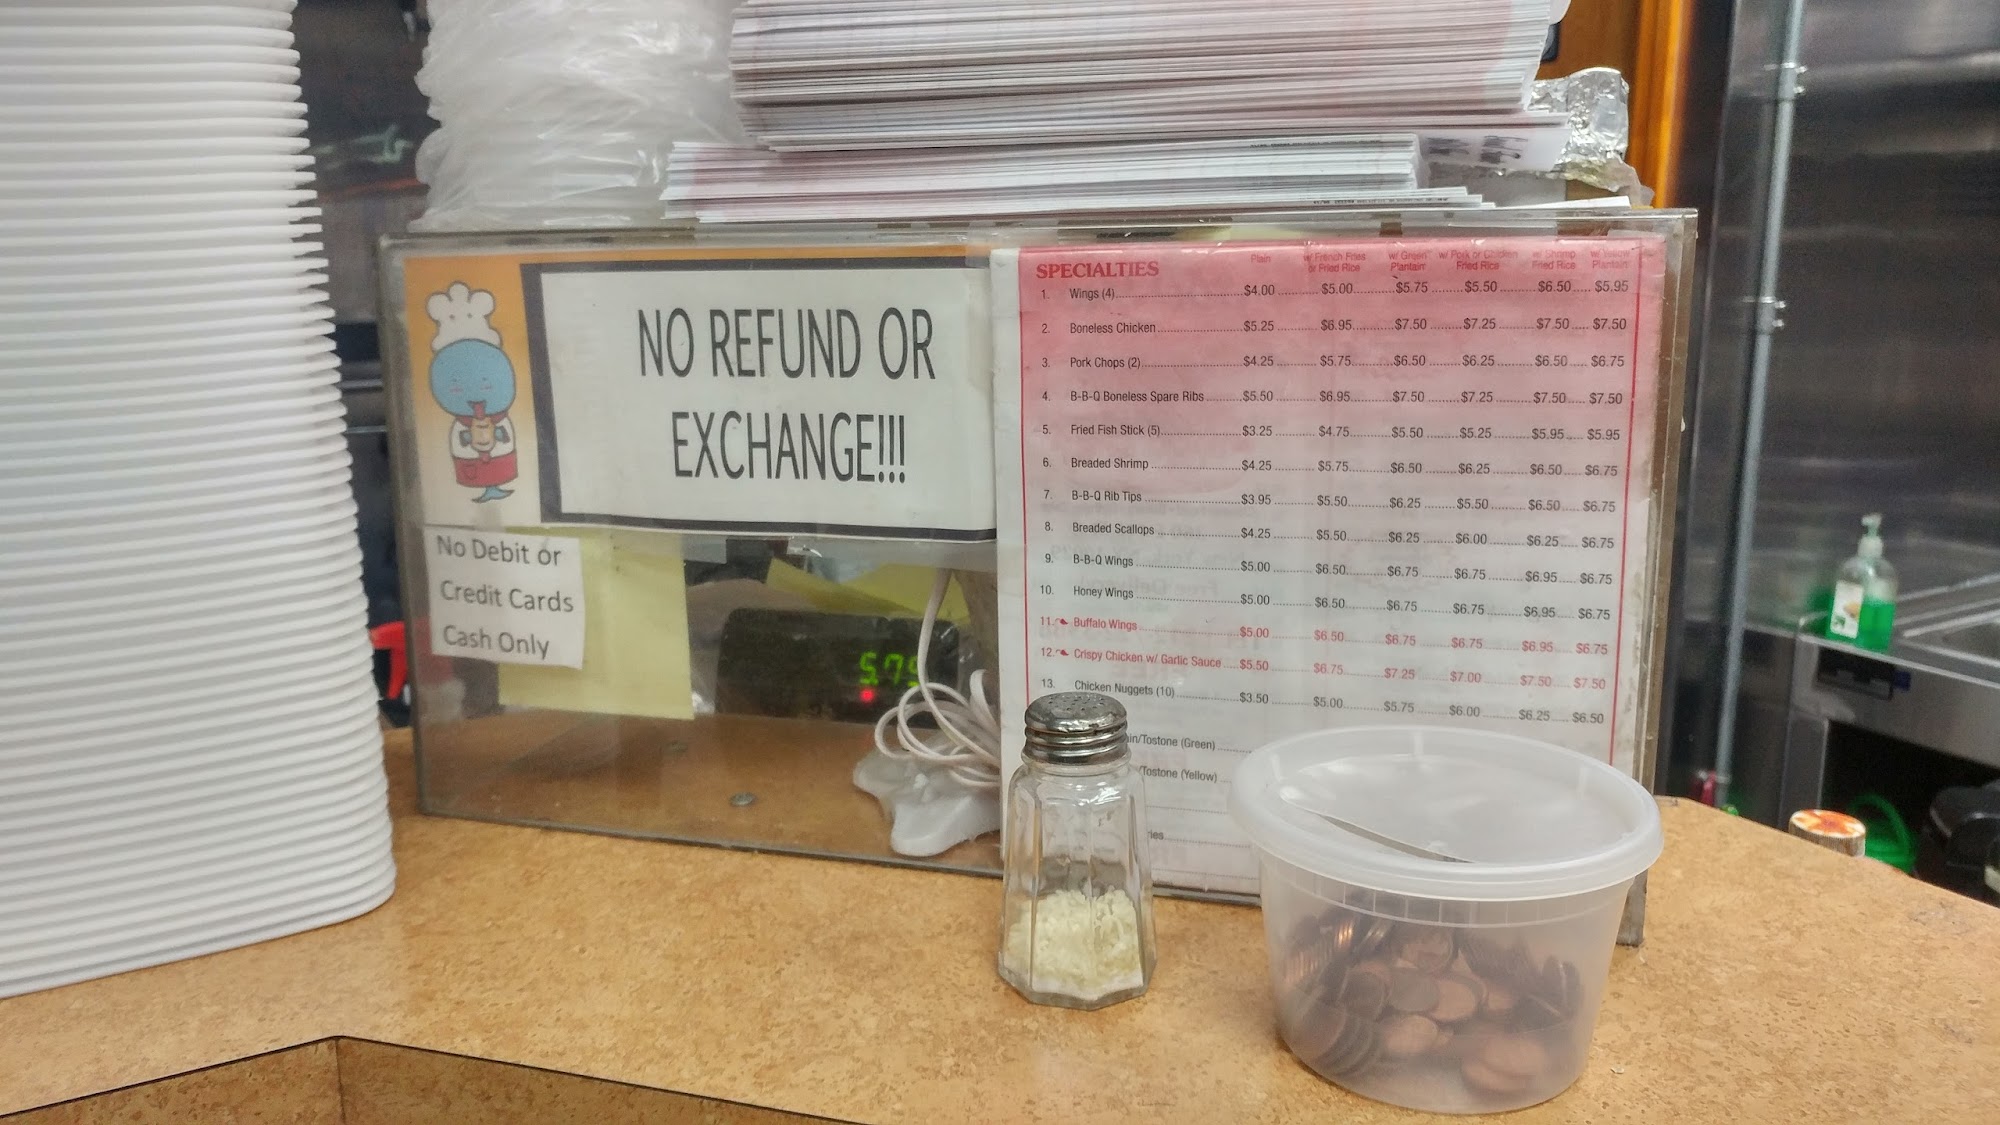 NO REFUND OR
EXCHANGE!!!
No Debit or
Credit Cards
Cash Only
5.79
SPECIALTIES
Plain
w/ French Fries
or Fried Rice
w/ Green
Plantain
w/ Pork or Chicken
Fried Rice
w/ Shrimp
Fried Rice
w/ Yellow
Plantain
1. Wings (4) $4.00 $5.00 $5.75 $5.50 $6.50 $5.95
2. Boneless Chicken $5.25 $6.95 $7.50 $7.25 $7.50 $7.50
3. Pork Chops (2) $4.25 $5.75 $6.50 $6.25 $6.50 $6.75
4. B-B-Q Boneless Spare Ribs $5.50 $6.95 $7.50 $7.25 $7.50 $7.50
5. Fried Fish Stick (5) $3.25 $4.75 $5.50 $5.25 $5.95 $5.95
6. Breaded Shrimp $4.25 $5.75 $6.50 $6.25 $6.50 $6.75
7. B-B-Q Rib Tips $3.95 $5.50 $6.25 $5.50 $6.50 $6.75
8. Breaded Scallops $4.25 $5.50 $6.25 $6.00 $6.25 $6.75
9. B-B-Q Wings $5.00 $6.50 $6.75 $6.75 $6.95 $6.75
10. Honey Wings $5.00 $6.50 $6.75 $6.75 $6.95 $6.75
11. Buffalo Wings $5.00 $6.50 $6.75 $6.75 $6.95 $6.75
12. Crispy Chicken w/ Garlic Sauce $5.50 $6.75 $7.25 $7.00 $7.50 $7.50
13. Chicken Nuggets (10) $3.50 $5.00 $5.75 $6.00 $6.25 $6.50
in/Tostone (Green)
/Tostone (Yellow)
ries